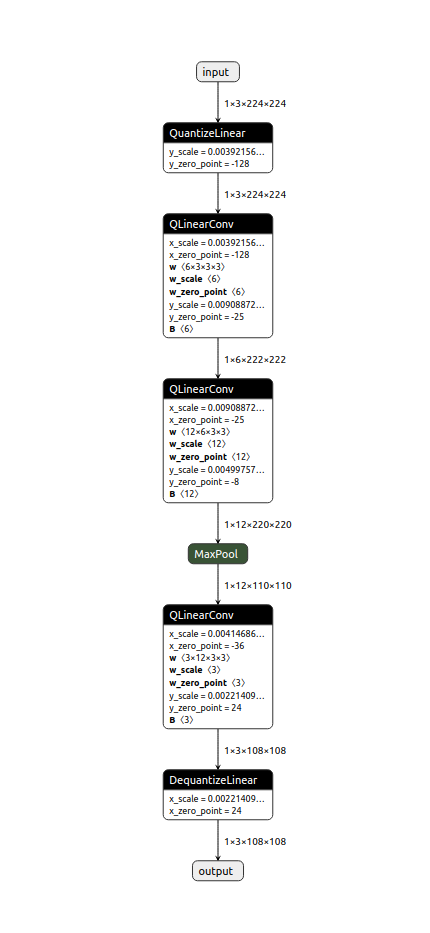 input
1×3×224×224
QuantizeLinear
y_scale = 0.00392156…
y_zero_point = -128
1×3×224×224
QLinearConv
x_scale = 0.00392156…
x_zero_point = -128
w 〈6×3×3×3〉
w_scale 〈6〉
w_zero_point 〈6〉
y_scale = 0.00908872…
y_zero_point = -25
B 〈6〉
1×6×222×222
QLinearConv
x_scale = 0.00908872…
x_zero_point = -25
w 〈12×6×3×3〉
w_scale 〈12〉
w_zero_point 〈12〉
y_scale = 0.00499757…
y_zero_point = -8
B 〈12〉
1×12×220×220
MaxPool
1×12×110×110
QLinearConv
x_scale = 0.00414686…
x_zero_point = -36
w 〈3×12×3×3〉
w_scale 〈3〉
w_zero_point 〈3〉
y_scale = 0.00221409…
y_zero_point = 24
B 〈3〉
1×3×108×108
DequantizeLinear
x_scale = 0.00221409…
x_zero_point = 24
1×3×108×108
output